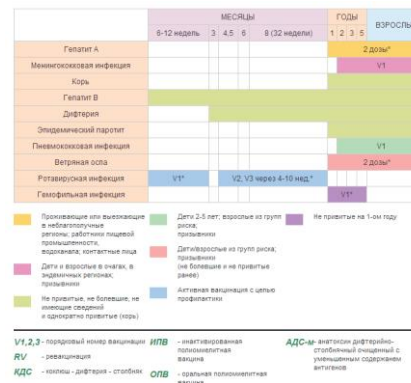 МЕСЯЦЫ ГОДЫ ВЗРОСЛЫ
6-12 недель 3 4,5 6 8 (32 недели) 1 2 3 5
Гепатит А 2 дозы*
Менингококковая инфекция V1
Корь
Гепатит В
Дифтерия
Эпидемический паротит
Пневмококковая инфекция V1
Ветряная оспа 2 дозы*
Ротавирусная инфекция V1* V2, V3 через 4-10 нед.*
Гемофильная инфекция V1*
Проживающие или выезжающие
в неблагополучные
регионы; работники пищевой
промышленности,
водоканала; контактные лица
Дети и взрослые в очагах, в
эндемичных регионах;
призывники
Не привитые, не болевшие, не
имеющие сведений
и однократно привитые (корь)
Дети 2-5 лет; взрослые из групп
риска;
призывники
Дети/взрослые из групп риска;
призывники
(не болевшие и не привитые
ранее)
Активная вакцинация с целью
профилактики
Не привитые на 1-ом году
V1,2,3 - порядковый номер вакцинации
RV - ревакцинация
КДС - коклюш - дифтерия - столбняк
ИПВ - инактивированная
полиомиелитная
вакцина
ОПВ - оральная полиомиелитная
вакцина
АДС-м- анатоксин дифтерийно-
столбнячный очищенный с
уменьшенным содержанем
антигенов